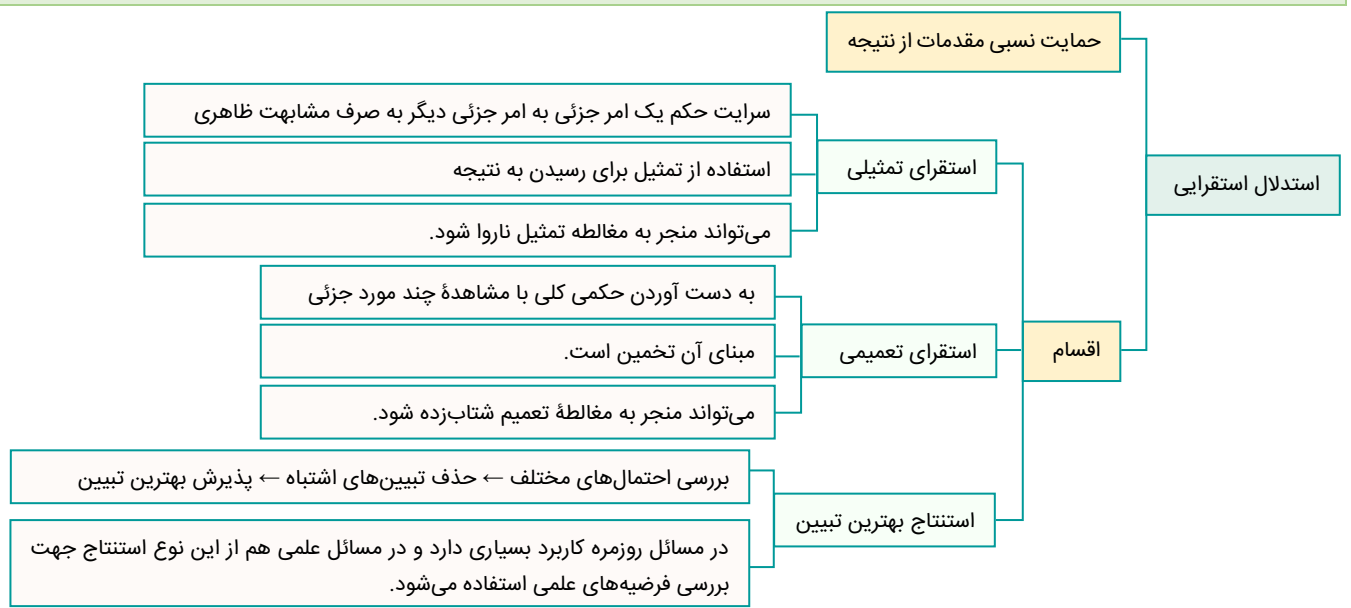 استدلال استقرایی
حمایت نسبی مقدمات از نتیجه
اقسام
استقرای تمثیلی
سرایت حکم یک امر جزئی به امر جزئی دیگر به صرف مشابهت ظاهری
استفاده از تمثیل برای رسیدن به نتیجه
می‌تواند منجر به مغالطه تمثیل ناروا شود.
استقرای تعمیمی
به دست آوردن حکمی کلی با مشاهدهٔ چند مورد جزئی
مبنای آن تخمین است.
می‌تواند منجر به مغالطهٔ تعمیم شتاب‌زده شود.
استنتاج بهترین تبیین
بررسی احتمال‌های مختلف ← حذف تبیین‌های اشتباه ← پذیرش بهترین تبیین
در مسائل روزمره کاربرد بسیاری دارد و در مسائل علمی هم از این نوع استنتاج جهت
بررسی فرضیه‌های علمی استفاده می‌شود.